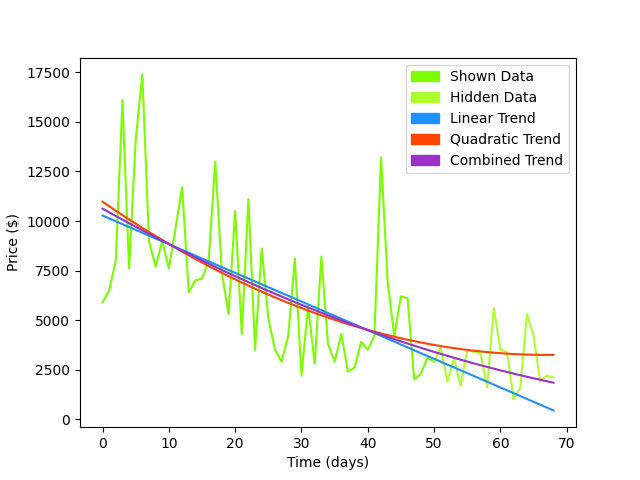 17500
15000
12500
10000
7500
5000
2500
0
Price ($)
Shown Data
Hidden Data
Linear Trend
Quadratic Trend
Combined Trend
0 10 20 30 40 50 60 70
Time (days)